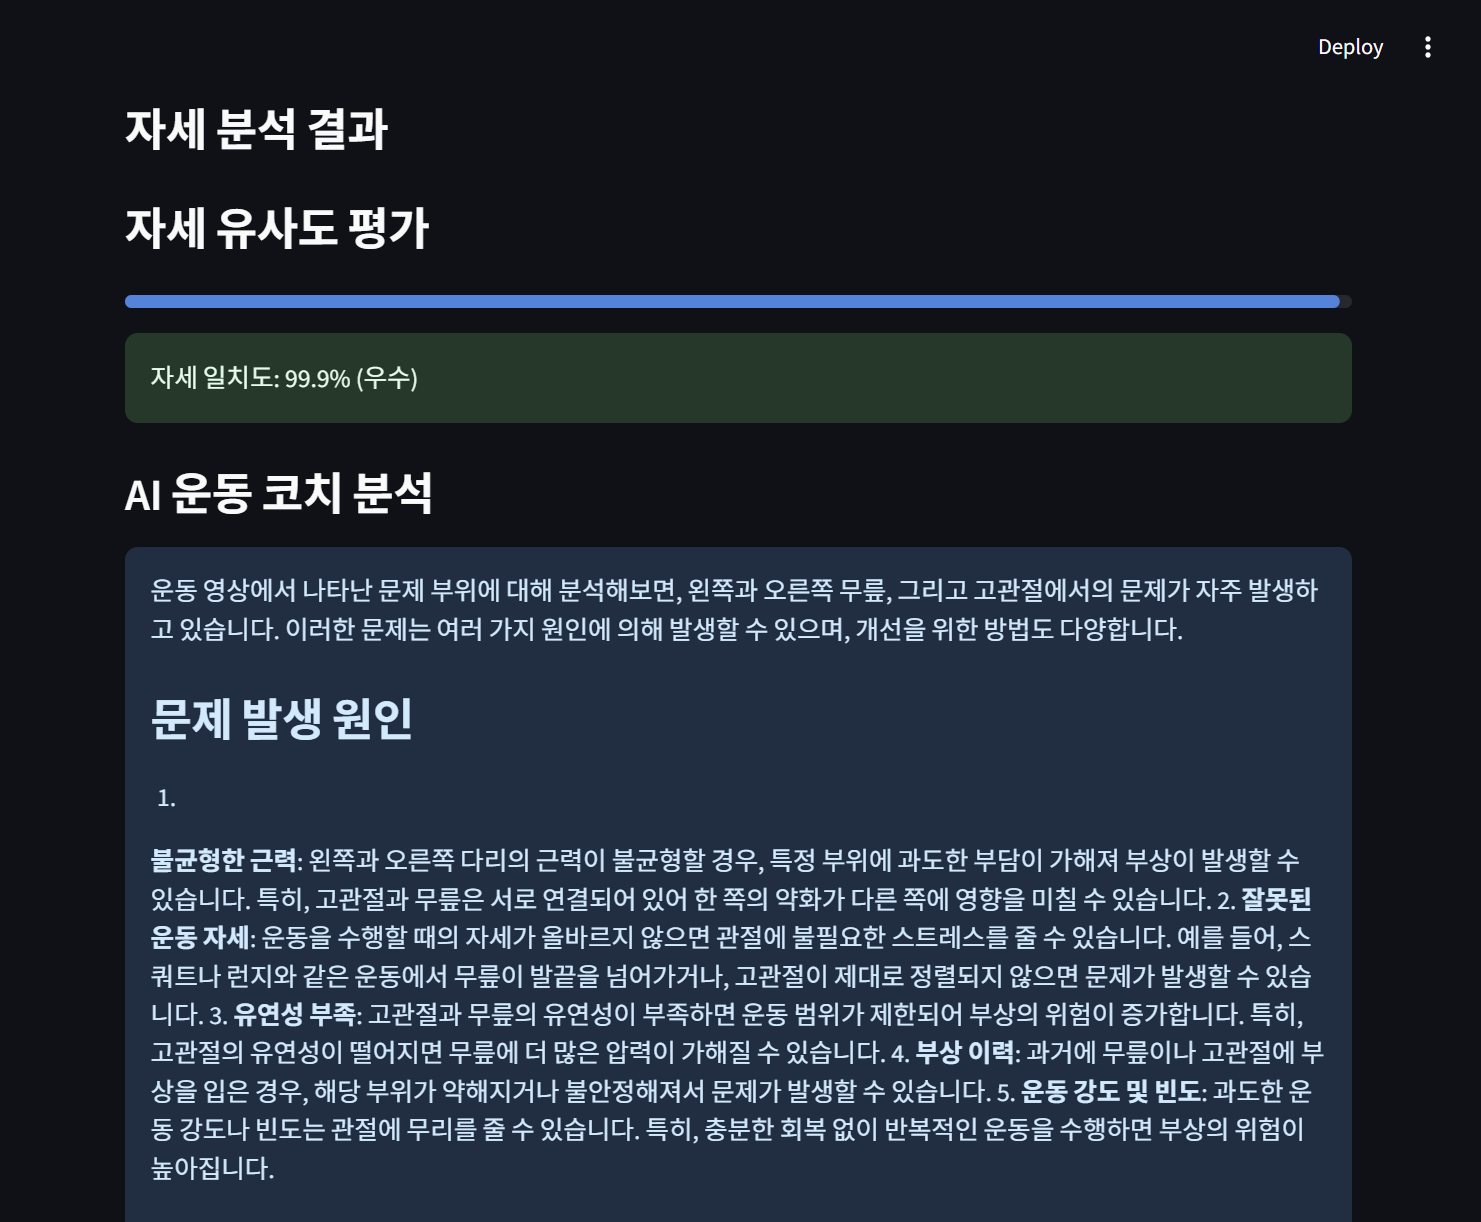 Deploy
자세 분석 결과
자세 유사도 평가
자세 일치도: 99.9% (우수)
AI 운동 코치 분석
운동 영상에서 나타난 문제 부위에 대해 분석해보면, 왼쪽과 오른쪽 무릎, 그리고 고관절에서의 문제가 자주 발생하
고 있습니다. 이러한 문제는 여러 가지 원인에 의해 발생할 수 있으며, 개선을 위한 방법도 다양합니다.
문제 발생 원인
1.
불균형한 근력: 왼쪽과 오른쪽 다리의 근력이 불균형할 경우, 특정 부위에 과도한 부담이 가해져 부상이 발생할 수
있습니다. 특히, 고관절과 무릎은 서로 연결되어 있어 한 쪽의 약화가 다른 쪽에 영향을 미칠 수 있습니다. 2. 잘못된
운동 자세: 운동을 수행할 때의 자세가 올바르지 않으면 관절에 불필요한 스트레스를 줄 수 있습니다. 예를 들어, 스
쿼트나 런지와 같은 운동에서 무릎이 발끝을 넘어가거나, 고관절이 제대로 정렬되지 않으면 문제가 발생할 수 있습
니다. 3. 유연성 부족: 고관절과 무릎의 유연성이 부족하면 운동 범위가 제한되어 부상의 위험이 증가합니다. 특히,
고관절의 유연성이 떨어지면 무릎에 더 많은 압력이 가해질 수 있습니다. 4. 부상 이력: 과거에 무릎이나 고관절에 부
상을 입은 경우, 해당 부위가 약해지거나 불안정해져서 문제가 발생할 수 있습니다. 5. 운동 강도 및 빈도: 과도한 운
동 강도나 빈도는 관절에 무리를 줄 수 있습니다. 특히, 충분한 회복 없이 반복적인 운동을 수행하면 부상의 위험이
높아집니다.